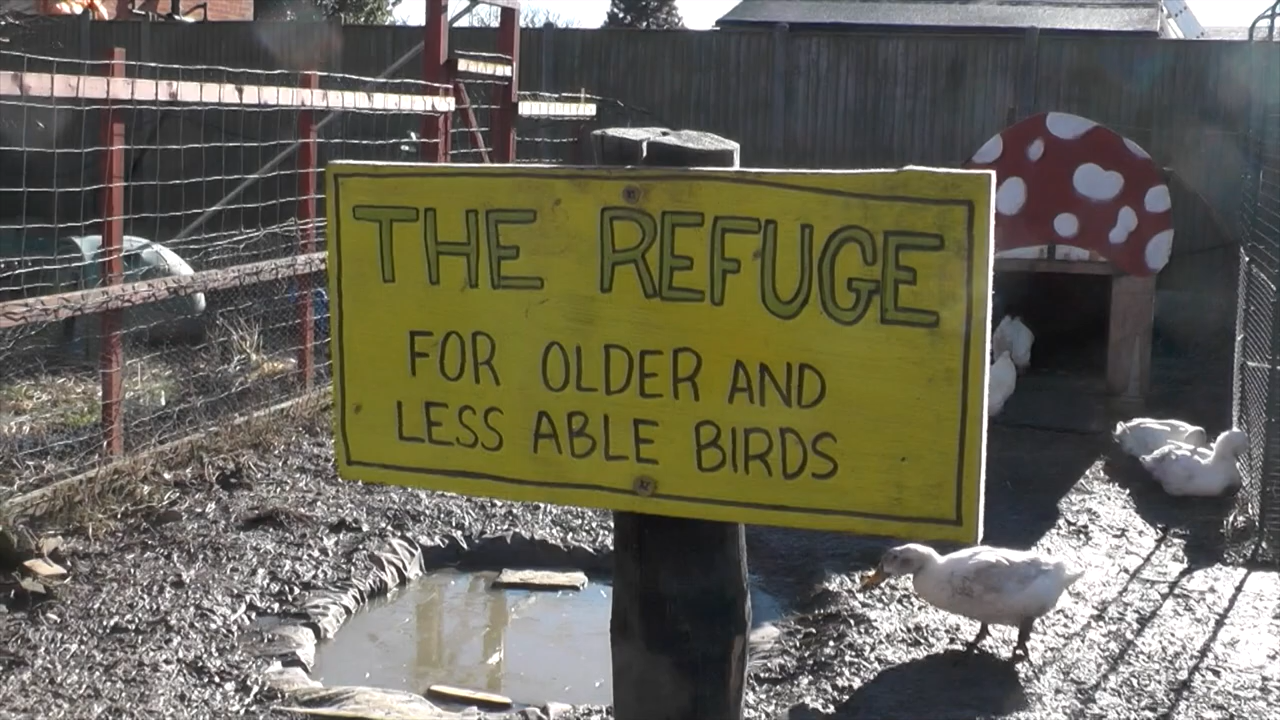 THE REFUGE
FOR OLDER AND
LESS ABLE BIRDS